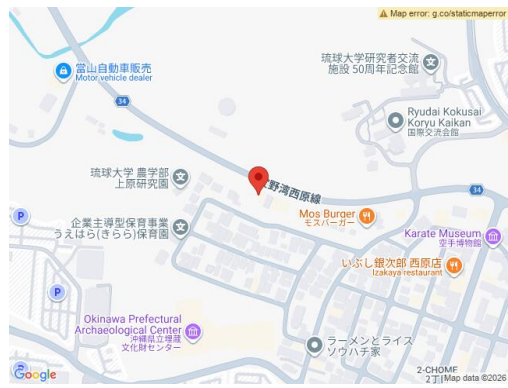 Map error: g.co/staticmaperror
當山自動車販売
Motor vehicle dealer
琉球大学研究者交流
施設 50周年記念館
34
Ryudai Kokusai
Koryu Kaikan
国際交流会館
琉球大学 農学部
上原研究園
野湾西原線
34
Mos Burger
モスバーガー
P
企業主導型保育事業
うえはら(きらら)保育園
Karate Museum
空手博物館
いぶし銀次部 西原店
Izakaya restaurant
P
Okinawa Prefectural
Archaeological Center
沖縄県立埋蔵
文化財センター
ラーメンとライス
ソウハチ家
2-CHOME
Google
Map data ©2026